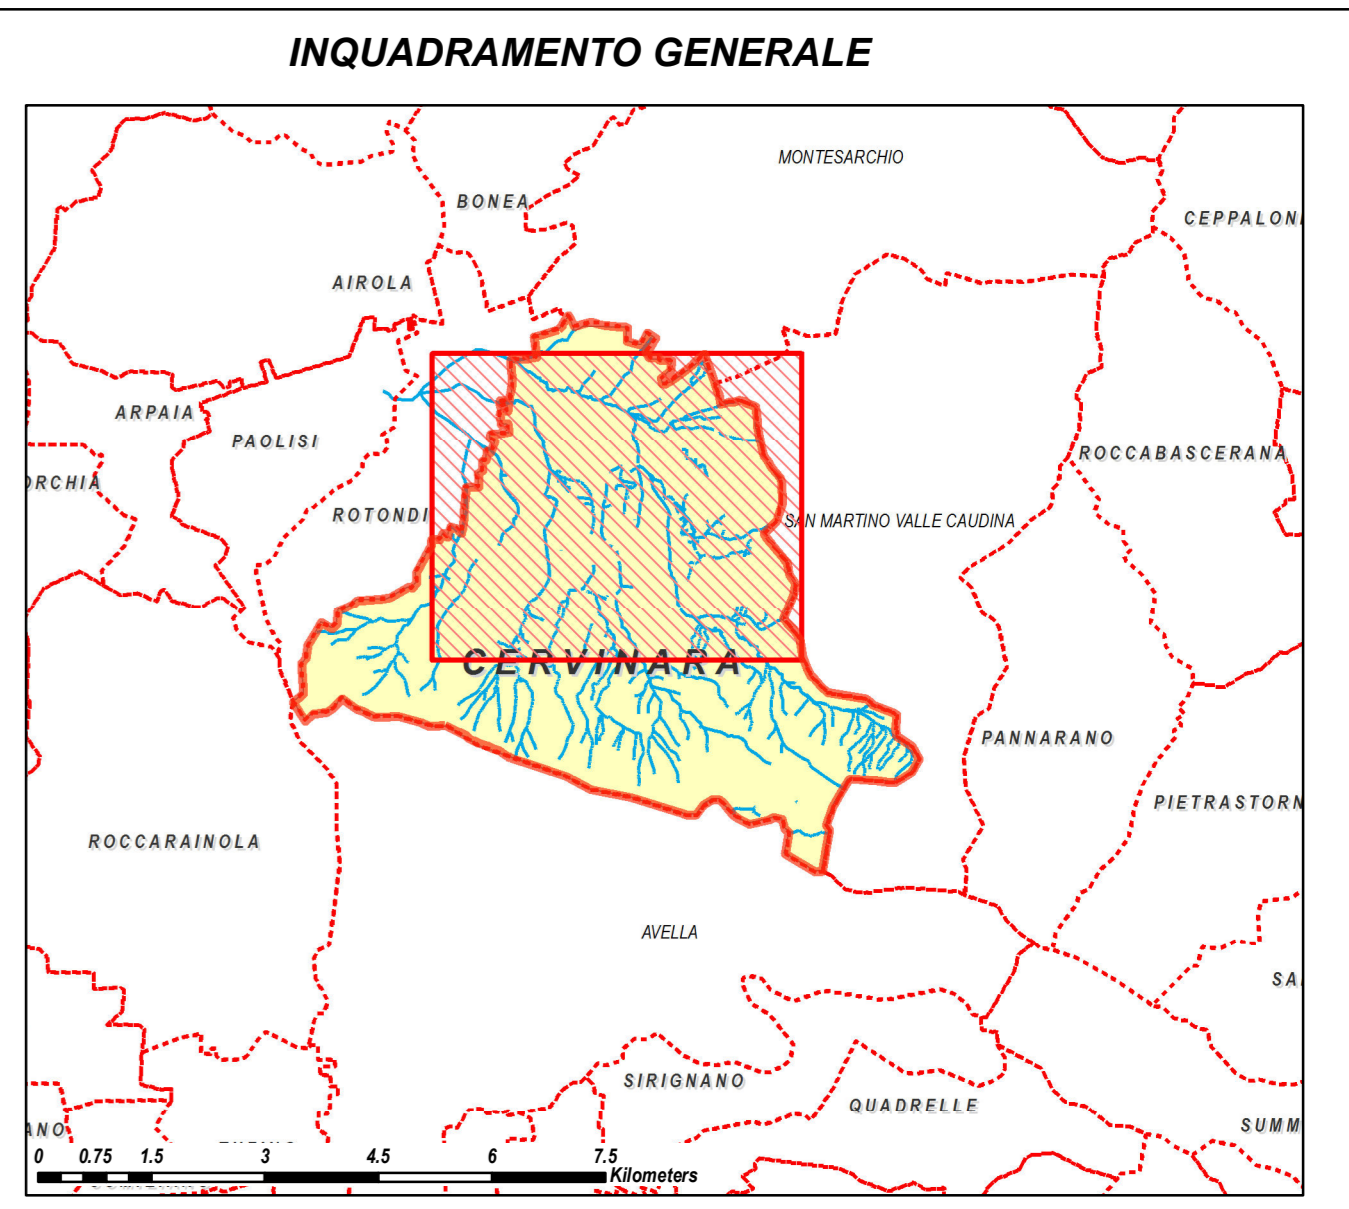 INQUADRAMENTO GENERALE
MONTESARCHIO
BONEA
CEPPALONI
AIROLA
ARPAIA
PAOLISI
ROCCABASCERANA
ORCHIA
ROTONDI
SAN MARTINO VALLE CAUDINA
CERVINARA
PANNARANO
PIETRASTORN
ROCCARAINOLA
AVELLA
SA
SIRIGNANO
QUADRELLE
SUMM
ANO
0 0.75 1.5 3 4.5 6 7.5
Kilometers